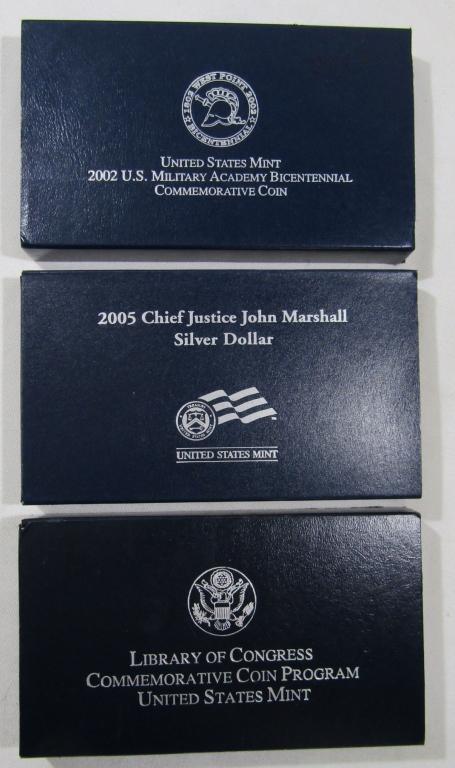 1802 WEST POINT 2002
BICENTENNIAL
UNITED STATES MINT
2002 U.S. MILITARY ACADEMY BICENTENNIAL
COMMEMORATIVE COIN
2005 Chief Justice John Marshall
Silver Dollar
UNITED STATES MINT
LIBRARY OF CONGRESS
COMMEMORATIVE COIN PROGRAM
UNITED STATES MINT